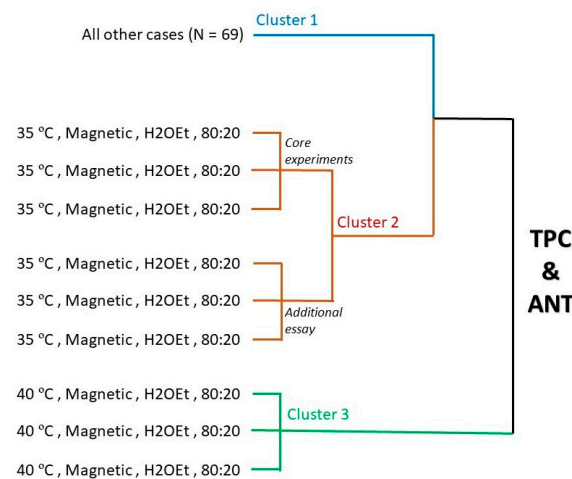 Cluster 1
All other cases (N = 69)
35 ºC , Magnetic , H2OEt , 80:20
Core
experiments
35 ºC , Magnetic , H2OEt , 80:20
35 ºC , Magnetic , H2OEt , 80:20
Cluster 2
35 ºC , Magnetic , H2OEt , 80:20
35 ºC , Magnetic , H2OEt , 80:20
Additional
essay
35 ºC , Magnetic , H2OEt , 80:20
40 ºC , Magnetic , H2OEt , 80:20
Cluster 3
40 ºC , Magnetic , H2OEt , 80:20
40 ºC , Magnetic , H2OEt , 80:20
TPC
&
ANT